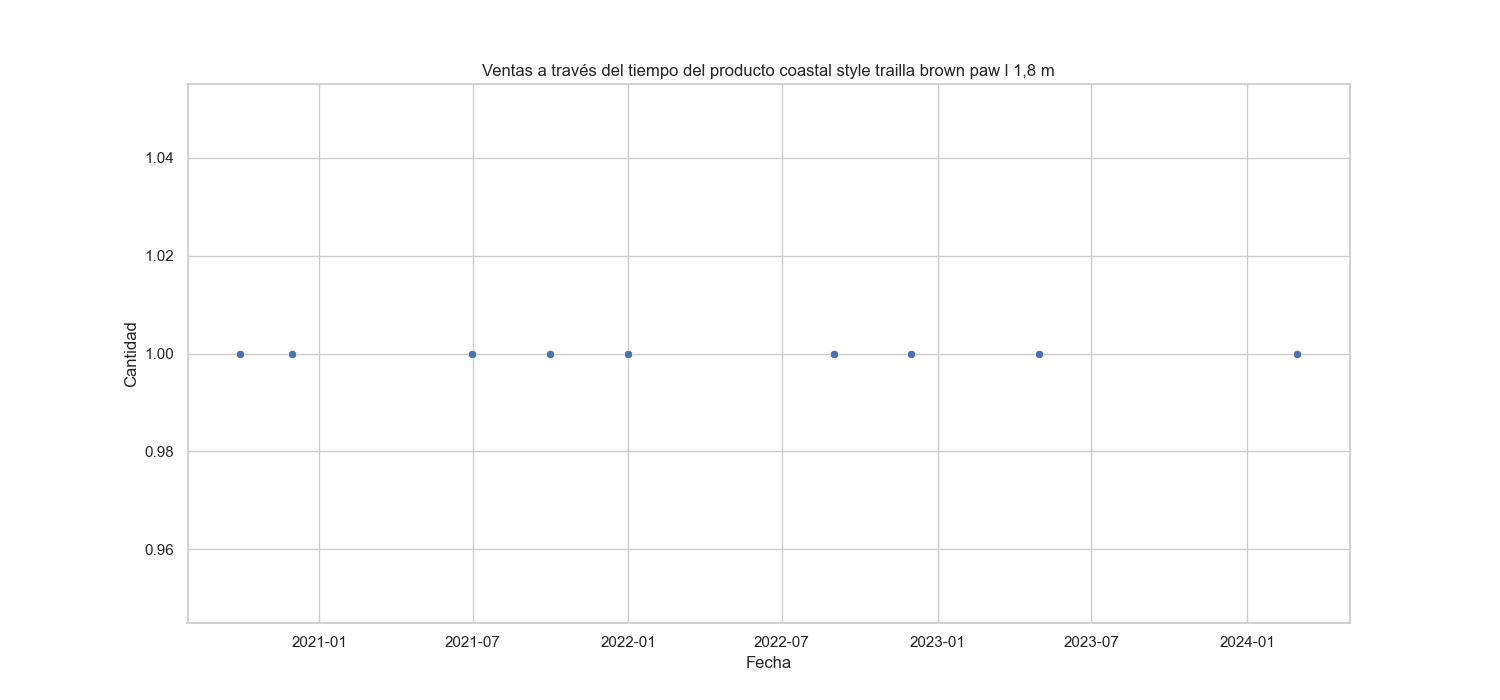 Ventas a través del tiempo del producto coastal style trailla brown paw l 1,8 m
1.04
1.02
1.00
0.98
0.96
Cantidad
2021-01 2021-07 2022-01 2022-07 2023-01 2023-07 2024-01
Fecha